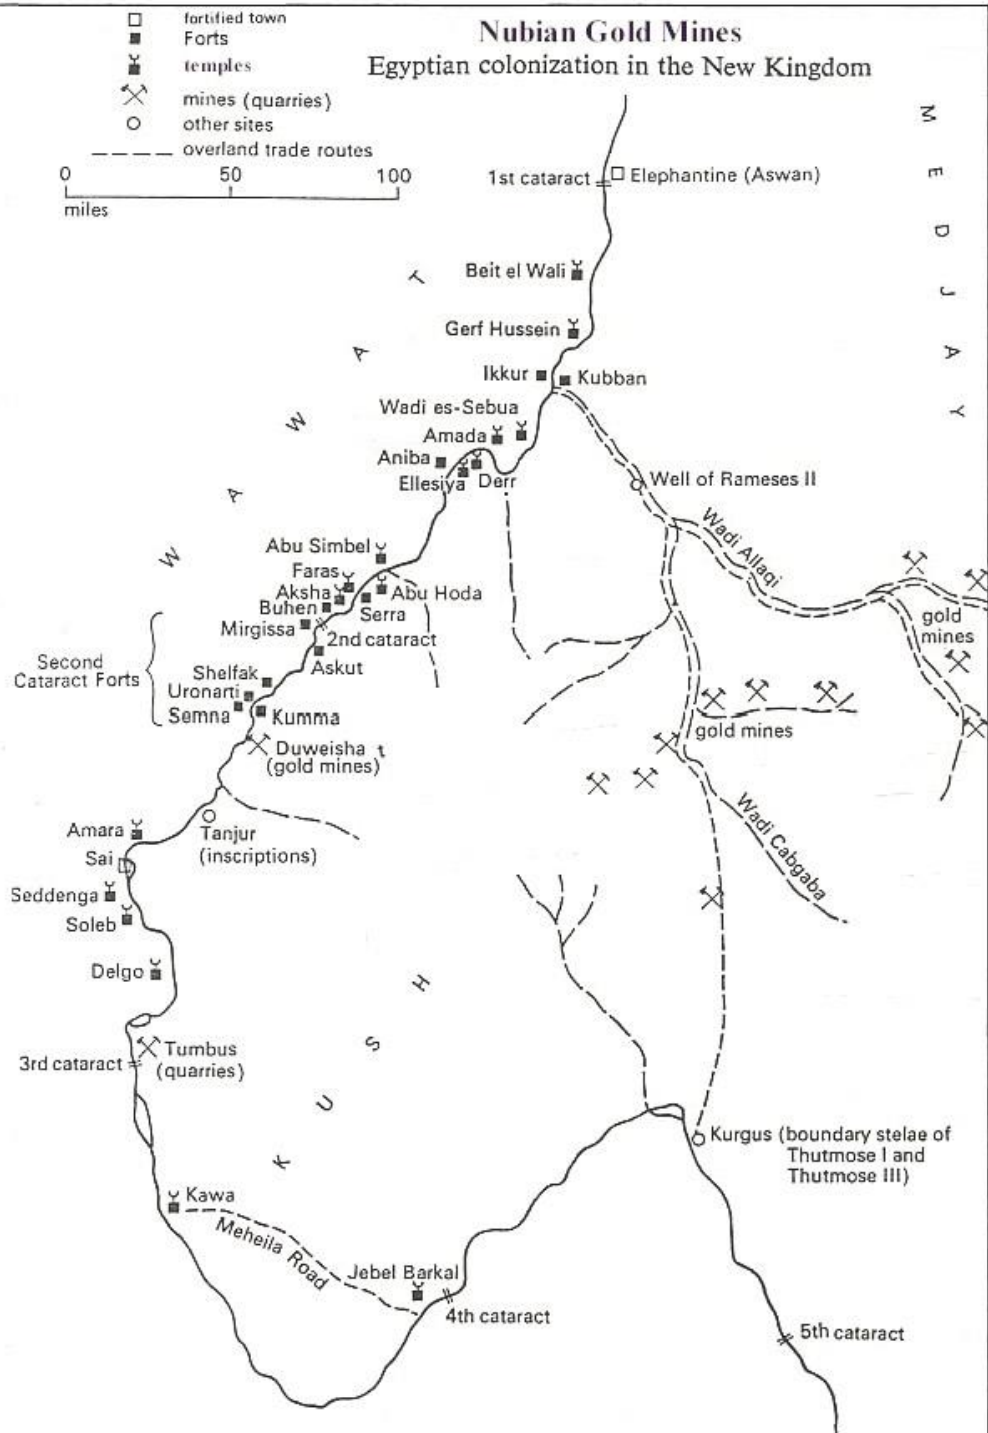 Nubian Gold Mines
Egyptian colonization in the New Kingdom
fortified town
Forts
temples
mines (quarries)
other sites
overland trade routes
0 50 100
miles
MEDJAY
1st cataract
Elephantine (Aswan)
Beit el Wali
Gerf Hussein
Ikkur
Kubban
WAWAT
Wadi es-Sebua
Amada
Aniba
Ellesiya
Derr
Well of Rameses II
Wadi Allaqi
Abu Simbel
Faras
Aksha
Buhen
Mirgissa
Abu Hoda
Serra
2nd cataract
Askut
gold
mines
Second
Cataract Forts
Shelfak
Uronarti
Semna
Kumma
gold mines
Duweisha t
(gold mines)
Wadi Cabgaba
Amara
Tanjur
(inscriptions)
Sai
Seddenga
Soleb
Delgo
KUSH
3rd cataract
Tumbus
(quarries)
Kurgus (boundary stelae of
Thutmose I and
Thutmose III)
Kawa
Meheila Road
Jebel Barkal
4th cataract
5th cataract